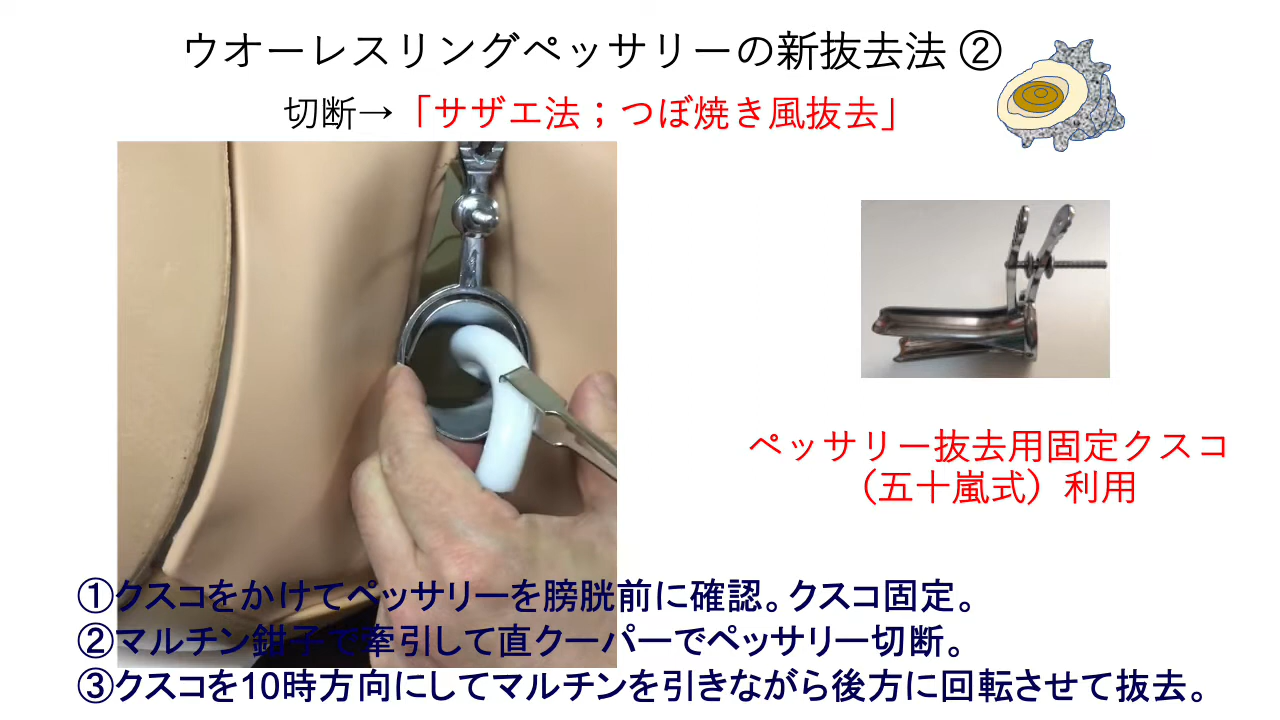 ウオーレスリングペッサリーの新抜去法 ②
切断→「サザエ法；つぼ焼き風抜去」
ペッサリー抜去用固定クスコ
（五十嵐式）利用
①クスコをかけてペッサリーを膀胱前に確認。クスコ固定。
②マルチン鉗子で牽引して直クーパーでペッサリー切断。
③クスコを10時方向にしてマルチンを引きながら後方に回転させて抜去。